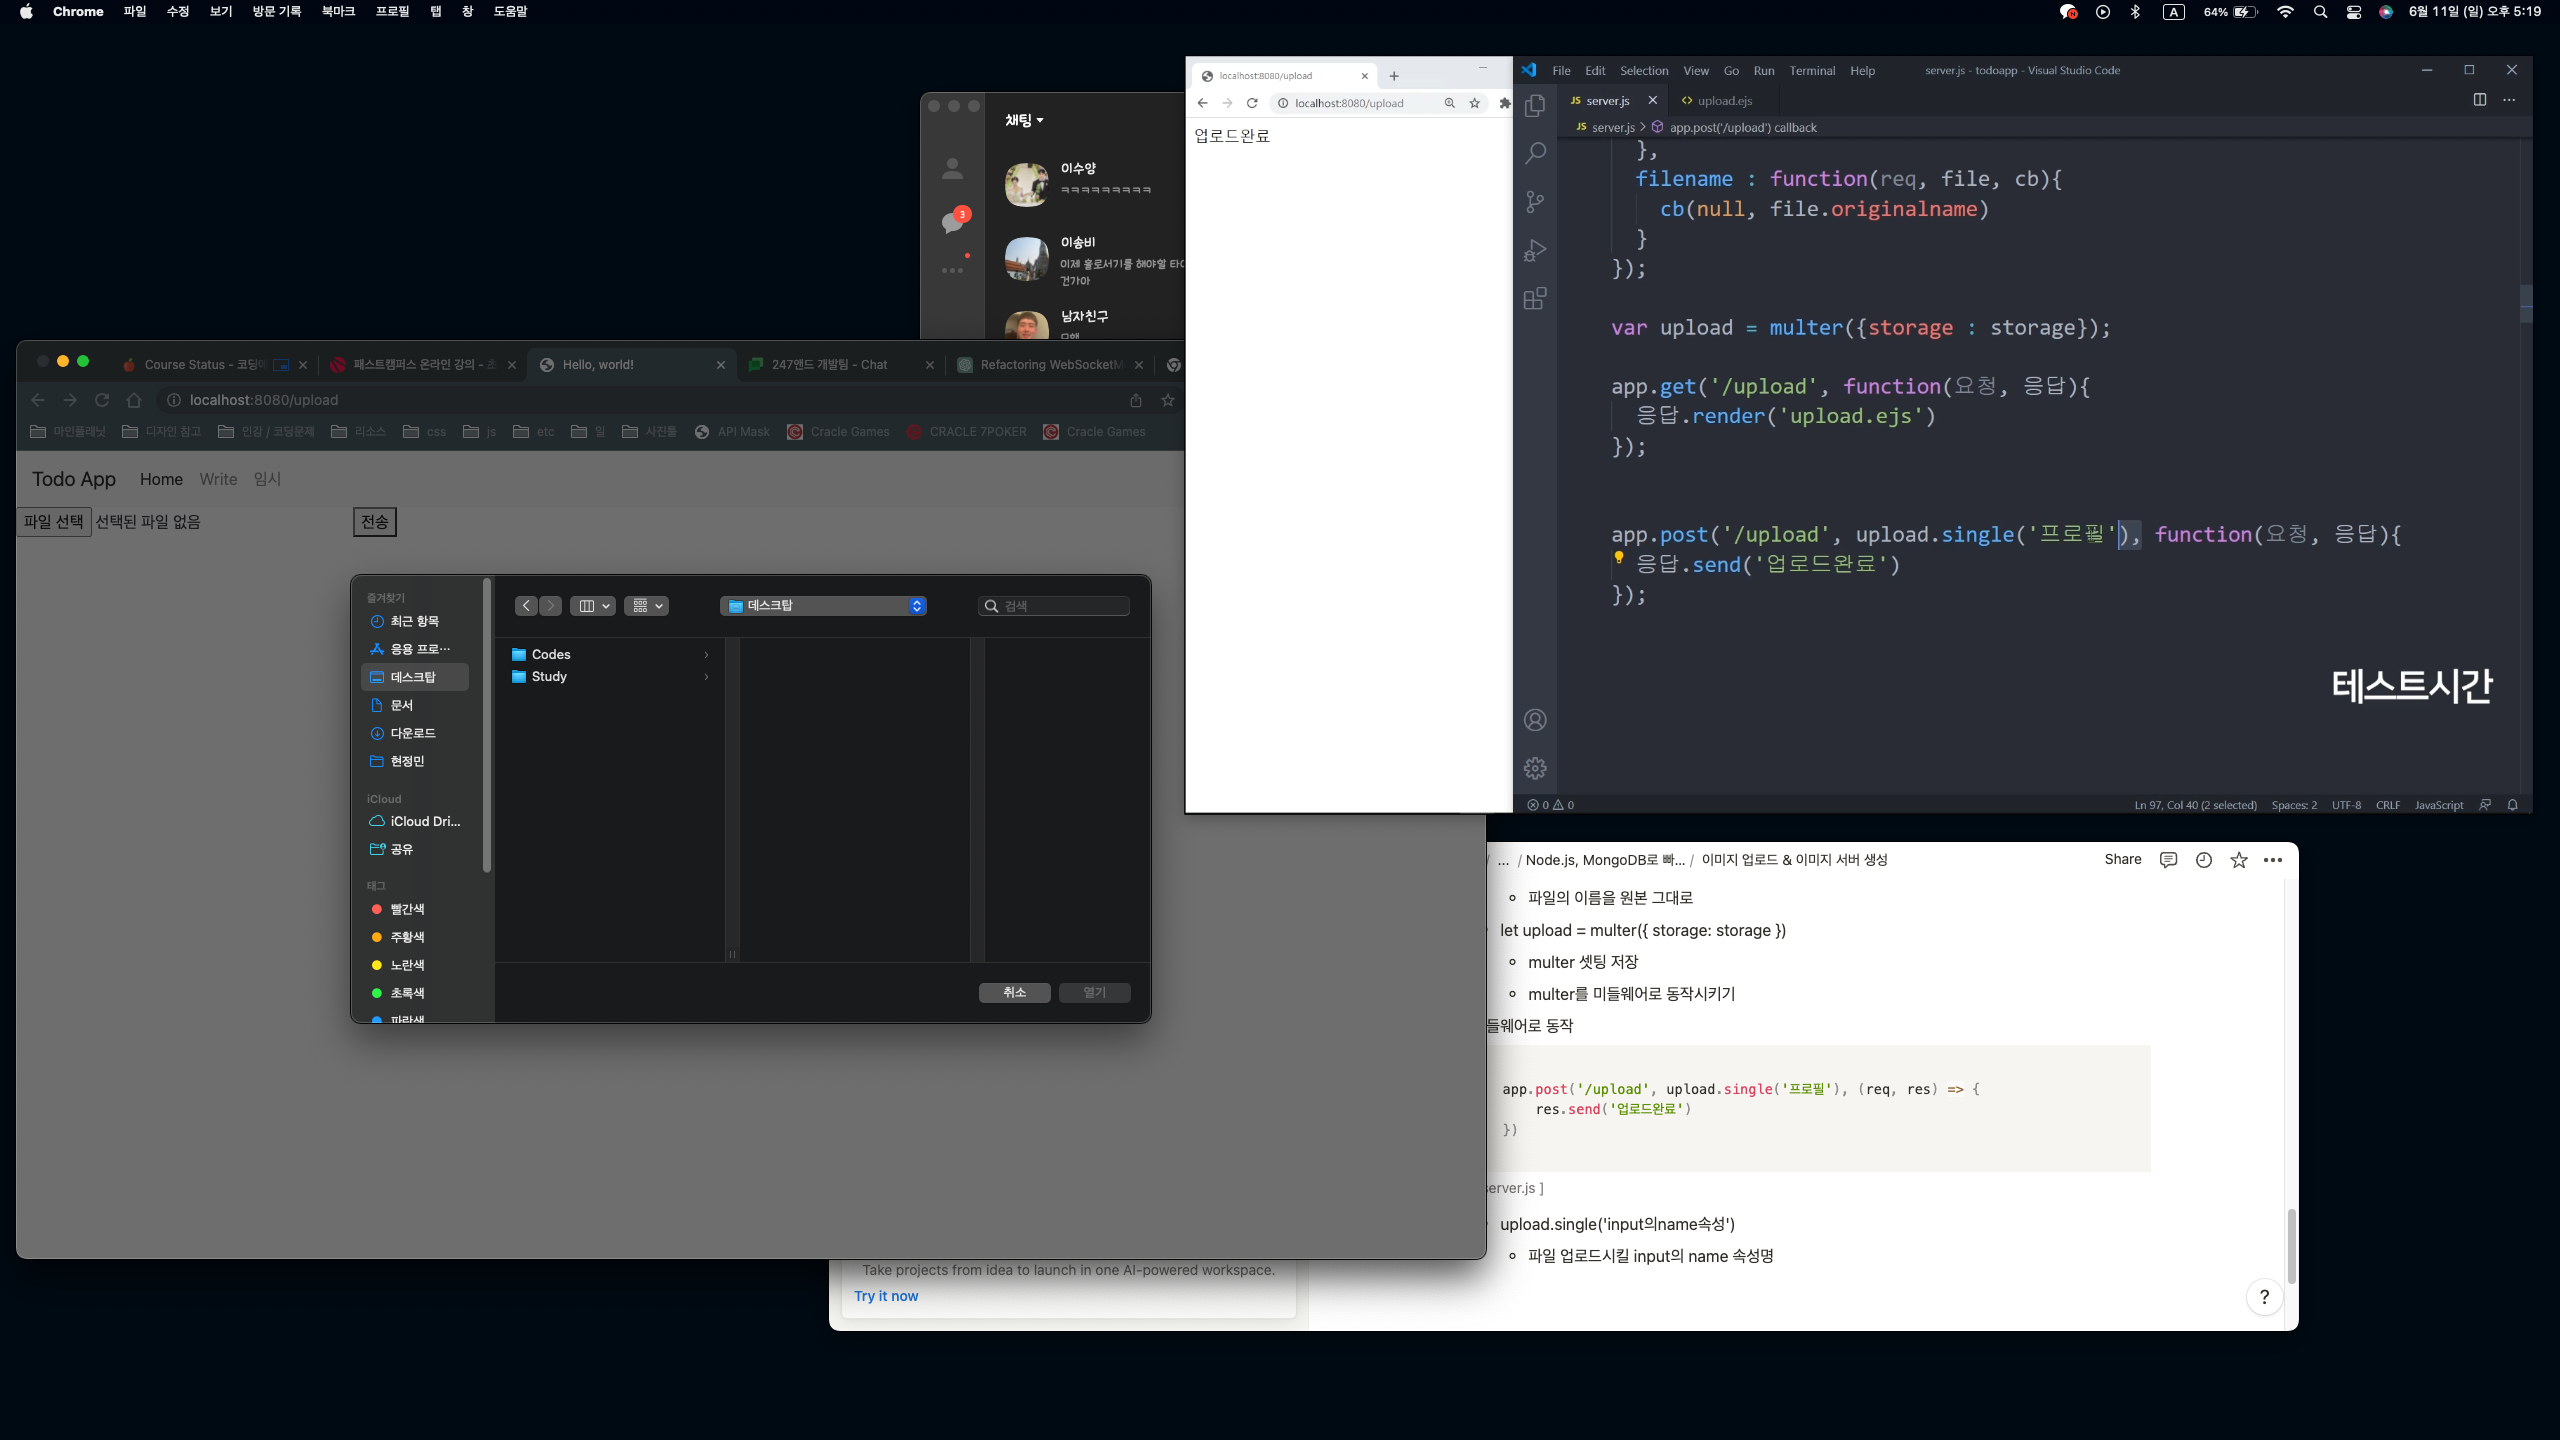 Chrome 파일 수정 보기 방문 기록 북마크 프로필 탭 창 도움말
A 64% 6월 11일 (일) 오후 5:19
채팅
3
이수양
ㅋㅋㅋㅋㅋㅋㅋㅋㅋ
이송비
이제 홀로서기를 해야할
건가아
남자친구
localhost:8080/upload
localhost:8080/upload
업로드완료
File Edit Selection View Go Run Terminal Help server.js - todoapp - Visual Studio Code
JS server.js upload.ejs
JS server.js > app.post('/upload') callback
},
filename : function(req, file, cb){
cb(null, file.originalname)
}
});
var upload = multer({storage : storage});
app.get('/upload', function(요청, 응답){
응답.render('upload.ejs')
});
app.post('/upload', upload.single('프로필'), function(요청, 응답){
응답.send('업로드완료')
});
테스트시간
0 0 Ln 97, Col 40 (2 selected) Spaces: 2 UTF-8 CRLF JavaScript
Course Status - 코딩애 패스트캠퍼스 온라인 강의 - 초 Hello, world! 247앤드 개발팀 - Chat Refactoring WebSocketM
localhost:8080/upload
마인플래닛 디자인 참고 인강 / 코딩문제 리소스 css js etc 일 사진툴 API Mask Cracle Games CRACLE 7POKER Cracle Games
Todo App Home Write 임시
파일 선택 선택된 파일 없음 전송
즐겨찾기
최근 항목
응용 프로…
데스크탑
문서
다운로드
현정민
iCloud
iCloud Dri...
공유
태그
빨간색
주황색
노란색
초록색
파란색
데스크탑
검색
Codes
Study
취소 열기
/ ... / Node.js, MongoDB로 빠... / 이미지 업로드 & 이미지 서버 생성 Share
파일의 이름을 원본 그대로
let upload = multer({ storage: storage })
multer 셋팅 저장
multer를 미들웨어로 동작시키기
들웨어로 동작
app.post('/upload', upload.single('프로필'), (req, res) => {
res.send('업로드완료')
})
server.js ]
upload.single('input의name속성')
파일 업로드시킬 input의 name 속성명
?
Take projects from idea to launch in one AI-powered workspace.
Try it now